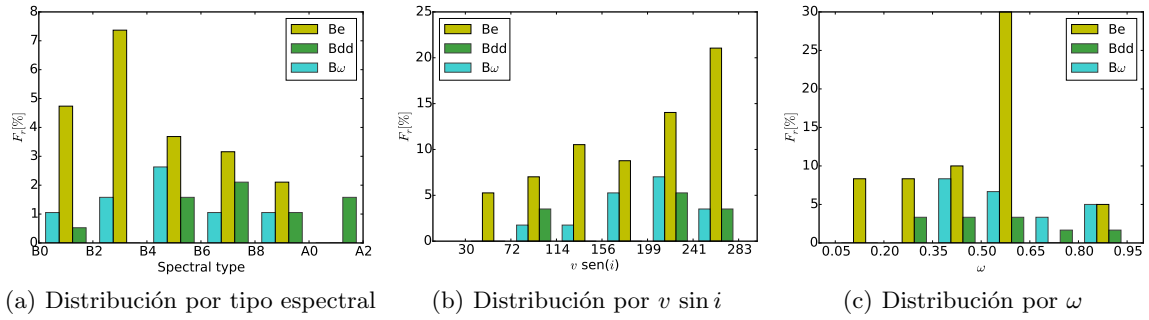 8
7
6
5
4
3
2
1
0
F_r[%]
Be
Bdd
Bω
B0 B2 B4 B6 B8 A0 A2
Spectral type
25
20
15
10
5
0
F_r[%]
Be
Bdd
Bω
30 72 114 156 199 241 283
v sen(i)
30
25
20
15
10
5
0
F_r[%]
Be
Bdd
Bω
0.05 0.20 0.35 0.50 0.65 0.80 0.95
ω
(a) Distribución por tipo espectral
(b) Distribución por v sin i
(c) Distribución por ω